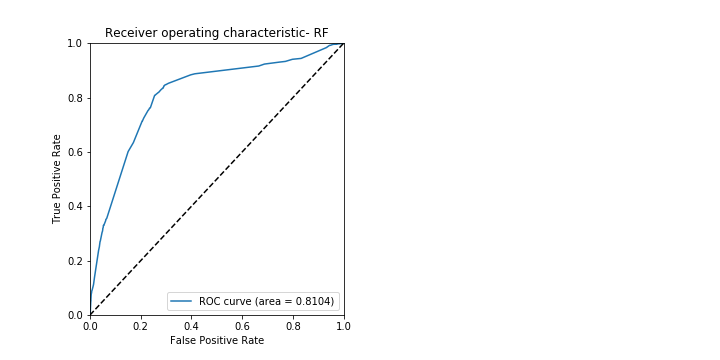 Receiver operating characteristic- RF
1.0
0.8
0.6
0.4
0.2
0.0
True Positive Rate
ROC curve (area = 0.8104)
0.0 0.2 0.4 0.6 0.8 1.0
False Positive Rate